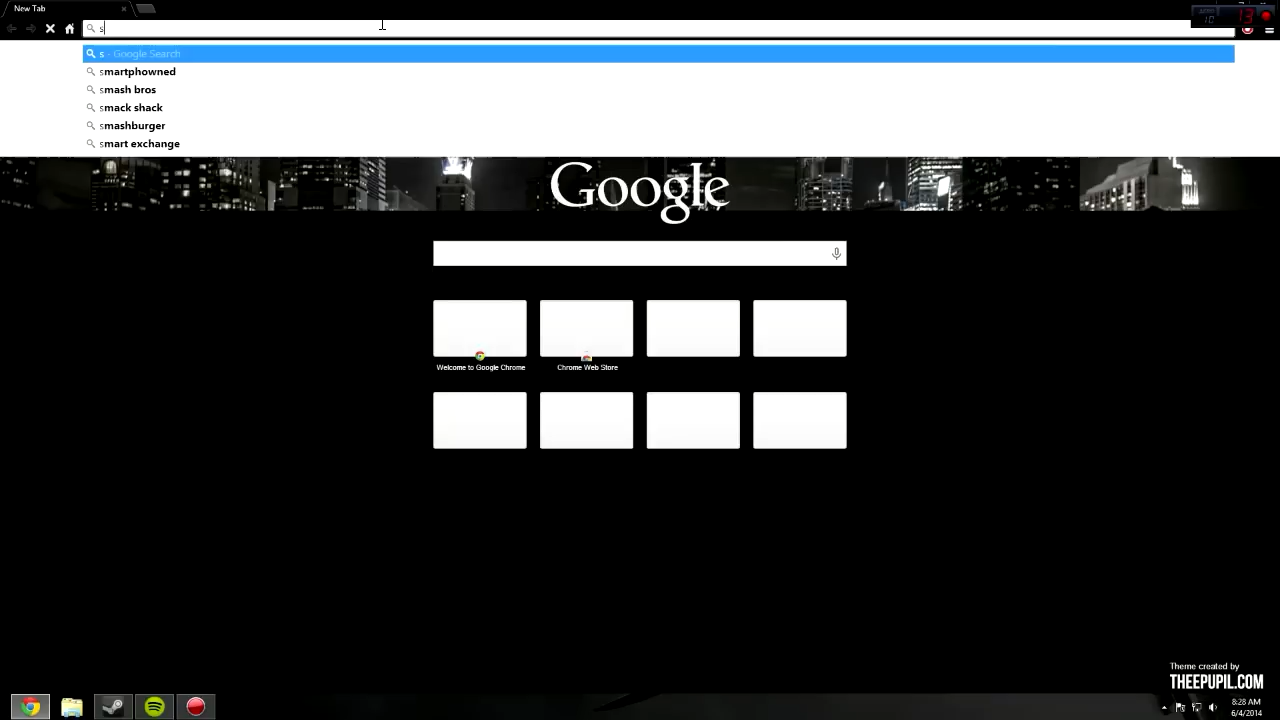 New Tab
s
s - Google Search
smartphowned
smash bros
smack shack
smashburger
smart exchange
Google
Welcome to Google Chrome
Chrome Web Store
Theme created by
THEEPUPIL.COM
8:28 AM
6/4/2014
13